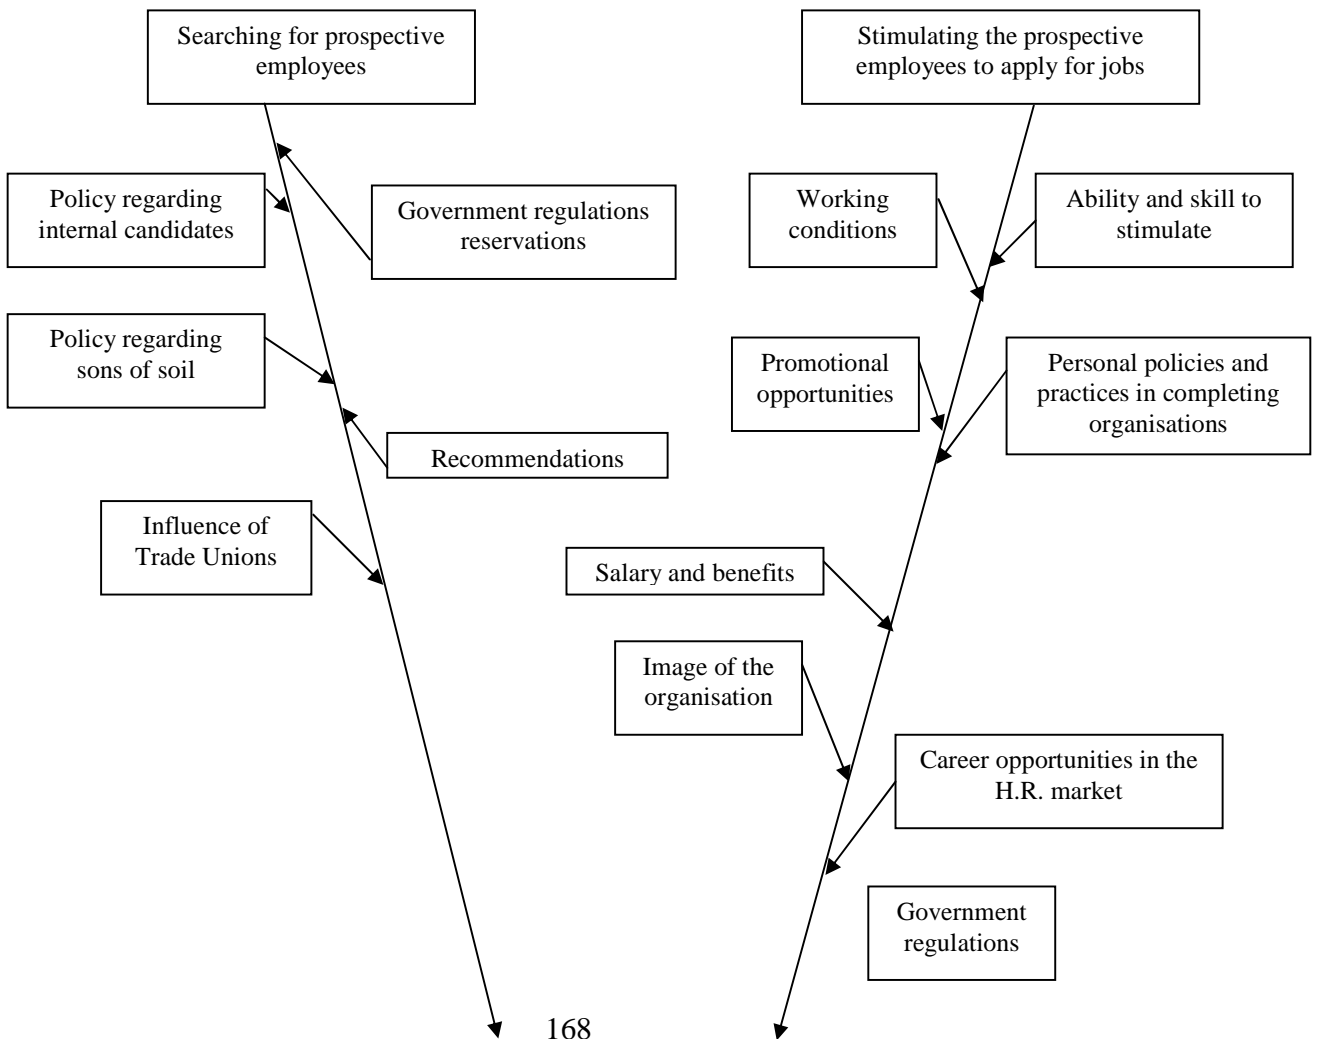 Searching for prospective
employees
Stimulating the prospective
employees to apply for jobs
Policy regarding
internal candidates
Government regulations
reservations
Working
conditions
Ability and skill to
stimulate
Policy regarding
sons of soil
Promotional
opportunities
Personal policies and
practices in completing
organisations
Recommendations
Influence of
Trade Unions
Salary and benefits
Image of the
organisation
Career opportunities in the
H.R. market
Government
regulations
168